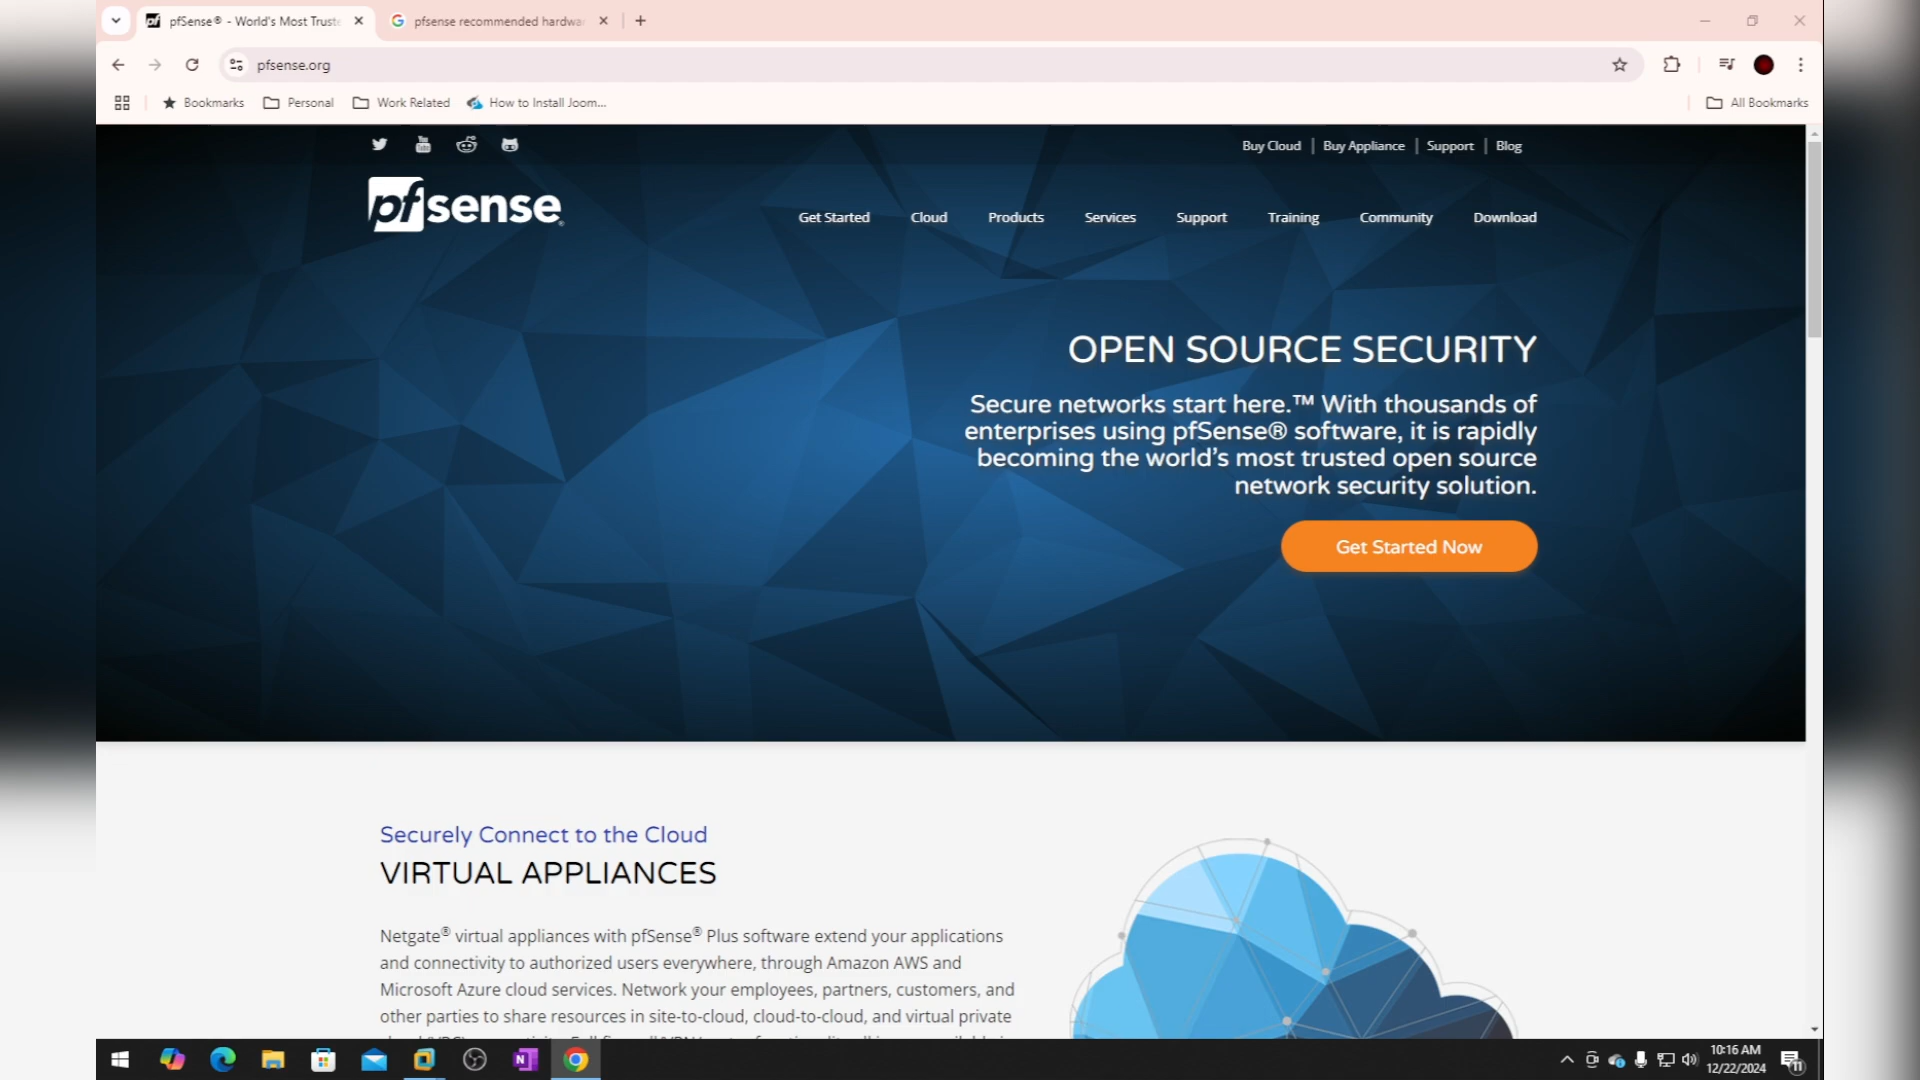 pfSense® - World's Most Trust
pfsense recommended hardwa
pfsense.org
Bookmarks
Personal
Work Related
How to Install Joom...
All Bookmarks
Buy Cloud | Buy Appliance | Support | Blog
pfsense
Get Started
Cloud
Products
Services
Support
Training
Community
Download
OPEN SOURCE SECURITY
Secure networks start here.™ With thousands of
enterprises using pfSense® software, it is rapidly
becoming the world's most trusted open source
network security solution.
Get Started Now
Securely Connect to the Cloud
VIRTUAL APPLIANCES
Netgate® virtual appliances with pfSense® Plus software extend your applications
and connectivity to authorized users everywhere, through Amazon AWS and
Microsoft Azure cloud services. Network your employees, partners, customers, and
other parties to share resources in site-to-cloud, cloud-to-cloud, and virtual private
10:16 AM
12/22/2024
11